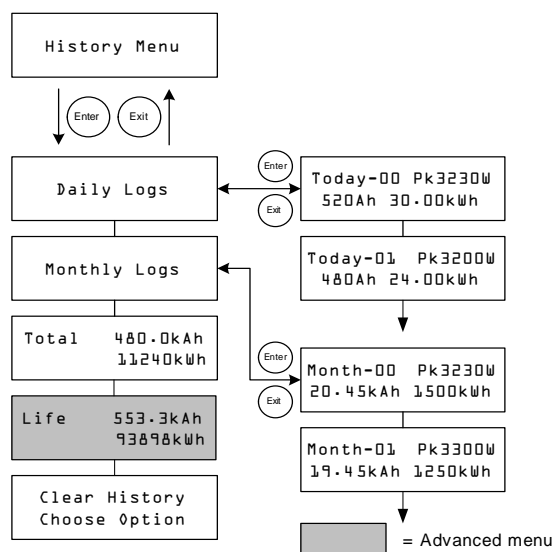 History Menu
Enter
Exit
Daily Logs
Enter
Exit
Today-00 Pk3230W
520Ah 30.00kWh
Today-01 Pk3200W
480Ah 24.00kWh
Monthly Logs
Enter
Exit
Month-00 Pk3230W
20.45kAh 1500kWh
Month-01 Pk3300W
19.45kAh 1250kWh
Total 480.0kAh
11240kWh
Life 553.3kAh
93898kWh
Clear History
Choose Option
= Advanced menu